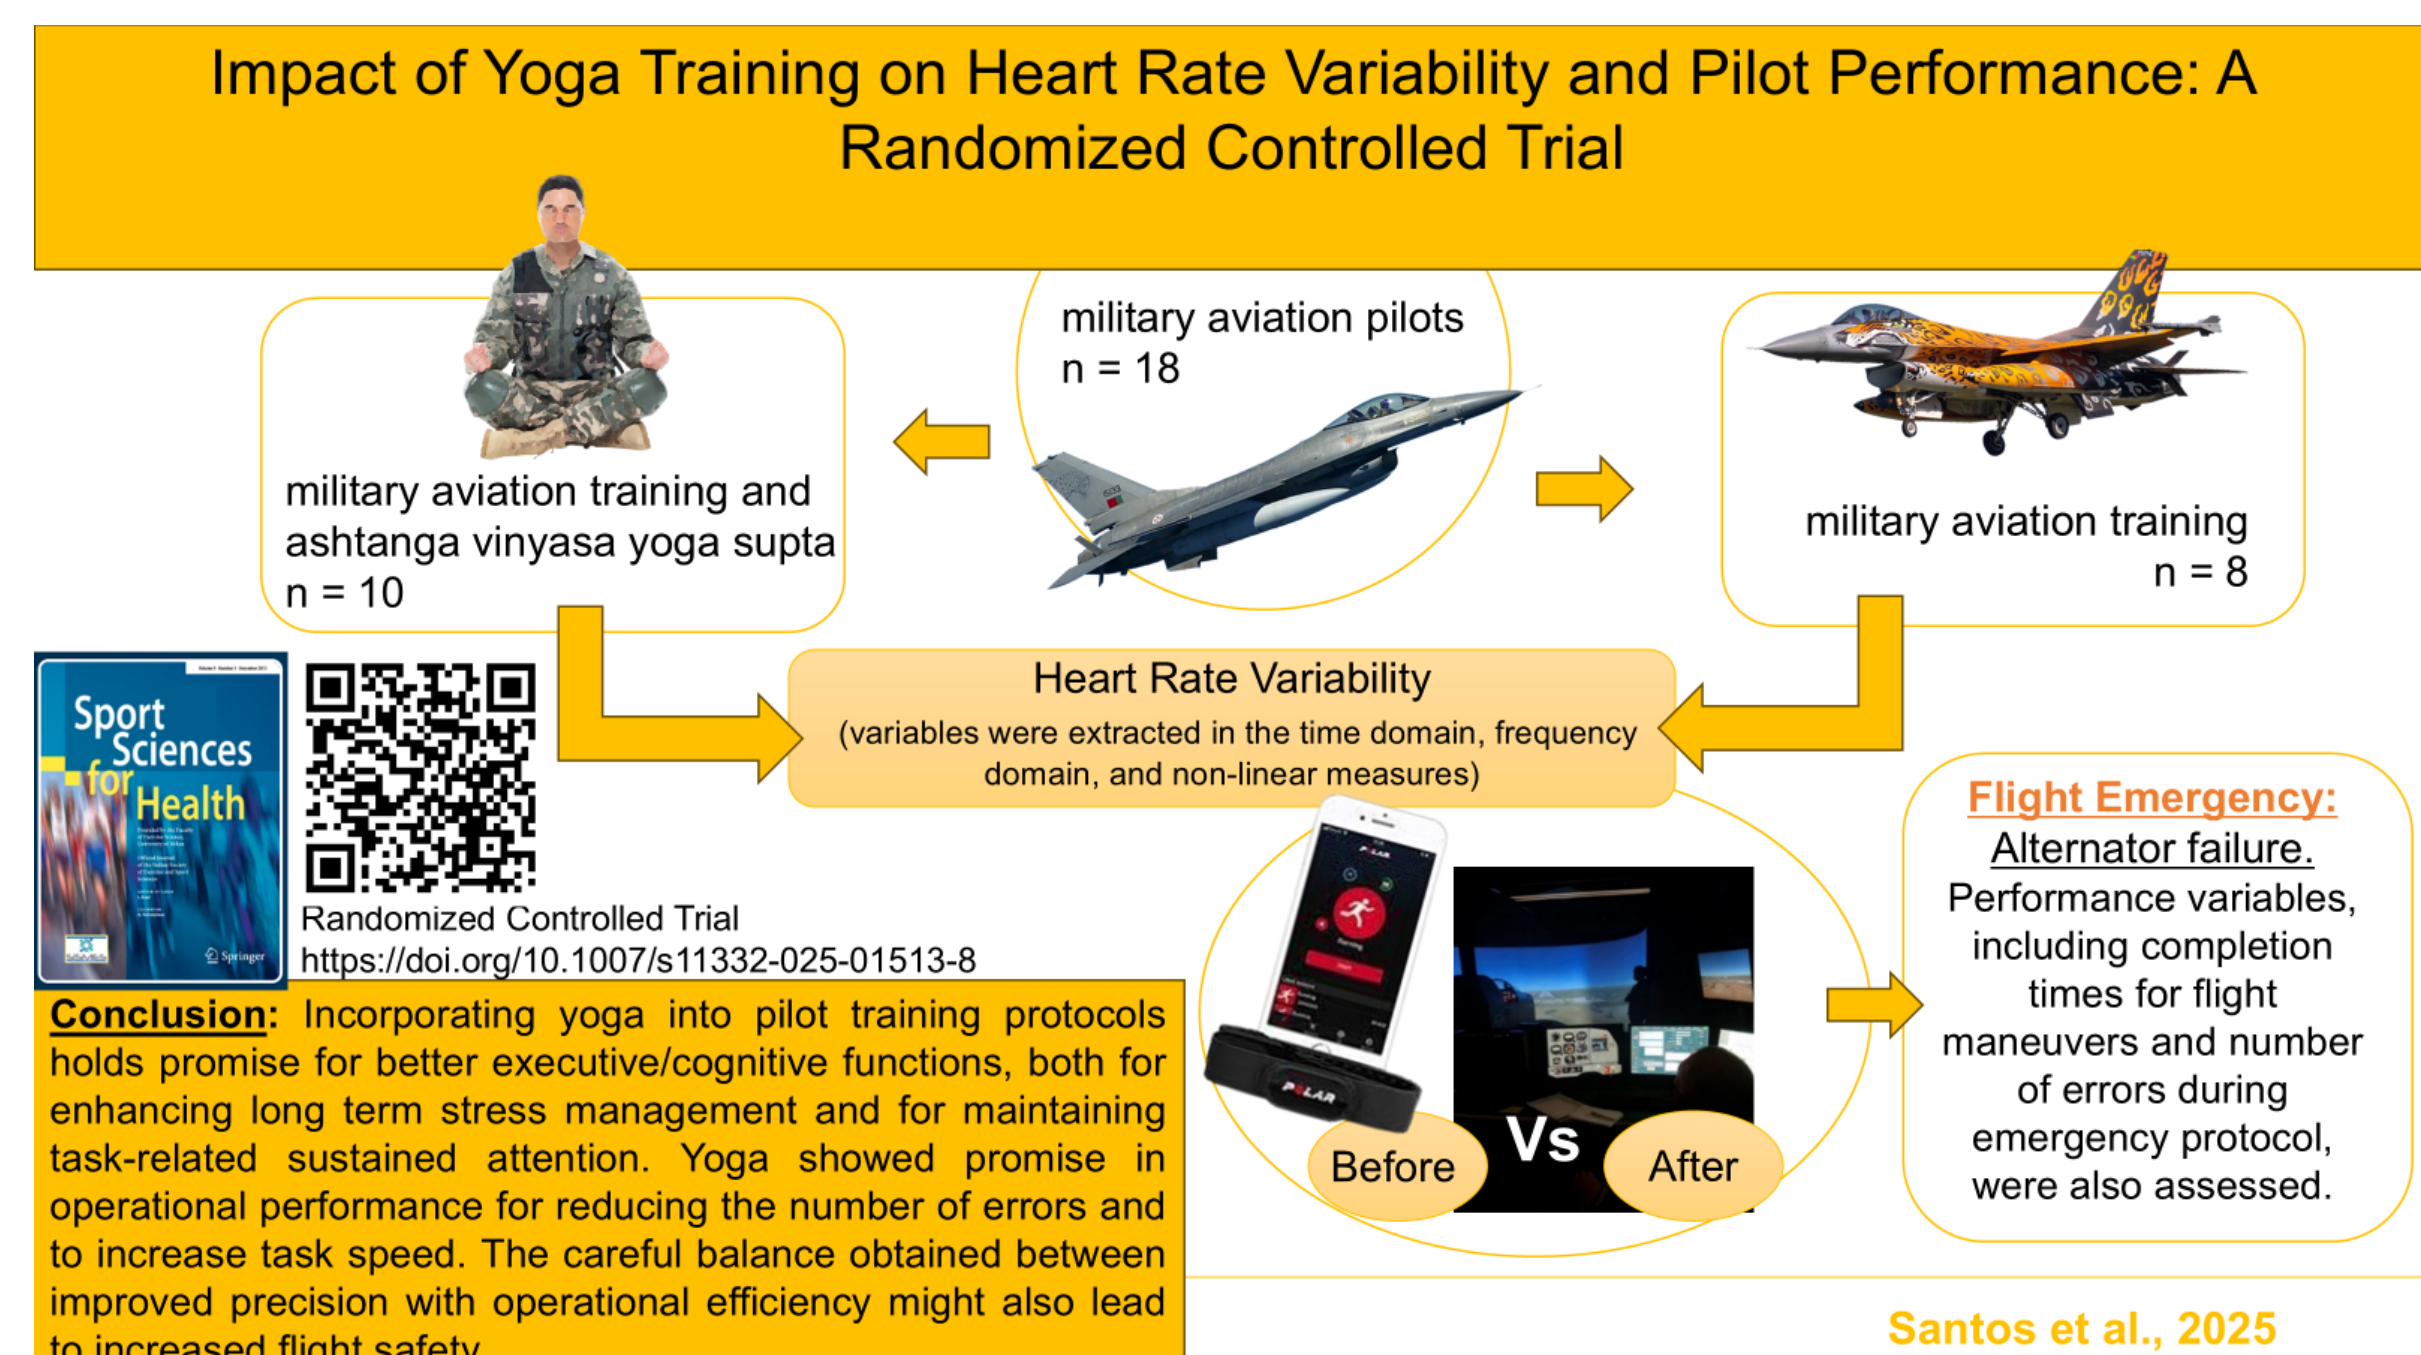 Impact of Yoga Training on Heart Rate Variability and Pilot Performance: A
Randomized Controlled Trial
military aviation training and
ashtanga vinyasa yoga supta
n = 10
military aviation pilots
n = 18
military aviation training
n = 8
Heart Rate Variability
(variables were extracted in the time domain, frequency
domain, and non-linear measures)
Sport
Sciences
for
Health
Springer
Randomized Controlled Trial
https://doi.org/10.1007/s11332-025-01513-8
POLAR
POLAR
Before
Vs
After
Flight Emergency:
Alternator failure.
Performance variables,
including completion
times for flight
maneuvers and number
of errors during
emergency protocol,
were also assessed.
Conclusion: Incorporating yoga into pilot training protocols
holds promise for better executive/cognitive functions, both for
enhancing long term stress management and for maintaining
task-related sustained attention. Yoga showed promise in
operational performance for reducing the number of errors and
to increase task speed. The careful balance obtained between
improved precision with operational efficiency might also lead
to increased flight safety.
Santos et al., 2025